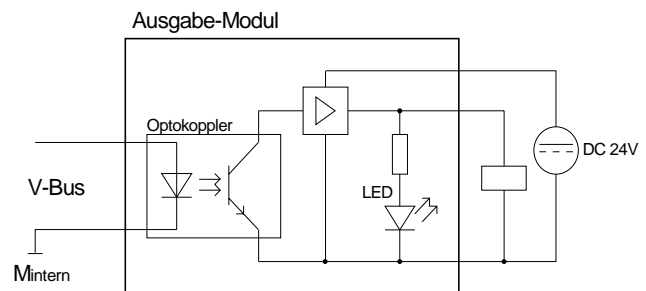 Ausgabe-Modul
Optokoppler
DC 24V
V-Bus
LED
Mintern